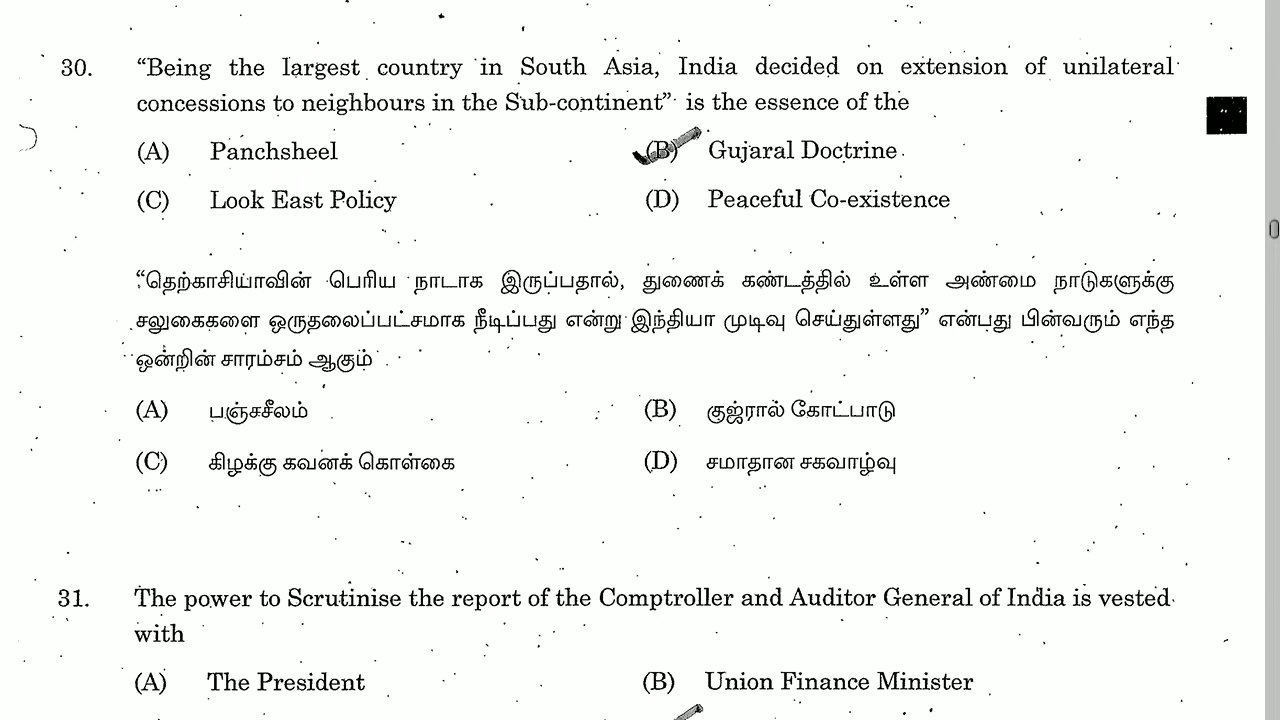 30. “Being the largest country in South Asia, India decided on extension of unilateral
concessions to neighbours in the Sub-continent” is the essence of the
(A) Panchsheel (B) Gujaral Doctrine
(C) Look East Policy (D) Peaceful Co-existence
“தெற்காசியாவின் பெரிய நாடாக இருப்பதால், துணைக் கண்டத்தில் உள்ள அண்மை நாடுகளுக்கு
சலுகைகளை ஒருதலைப்பட்சமாக நீடிப்பது என்று இந்தியா முடிவு செய்துள்ளது” என்பது பின்வரும் எந்த
ஒன்றின் சாரம்சம் ஆகும்
(A) பஞ்சசீலம் (B) குஜ்ரால் கோட்பாடு
(C) கிழக்கு கவனக் கொள்கை (D) சமாதான சகவாழ்வு
31. The power to Scrutinise the report of the Comptroller and Auditor General of India is vested
with
(A) The President (B) Union Finance Minister